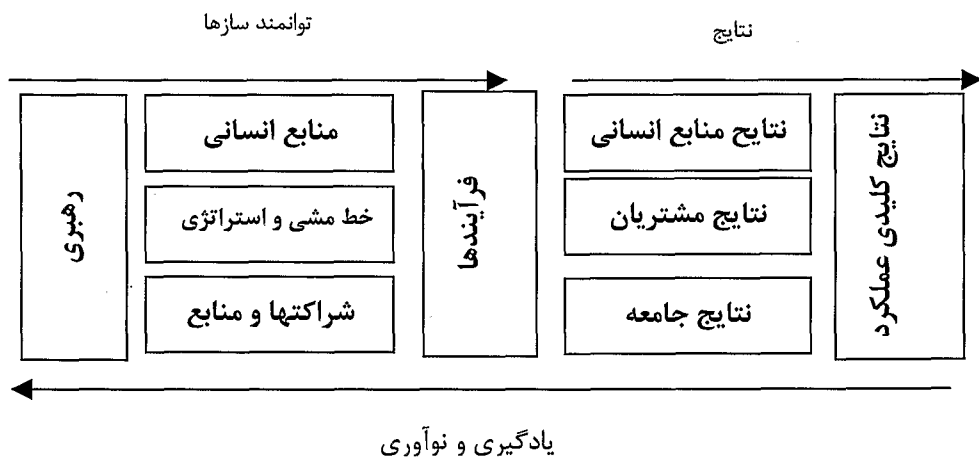 توانمند سازها
نتایج
رهبری
منابع انسانی
خط مشی و استراتژی
شراکتها و منابع
فرآیندها
نتایح منابع انسانی
نتایج مشتریان
نتایج جامعه
نتایج کلیدی عملکرد
یادگیری و نوآوری